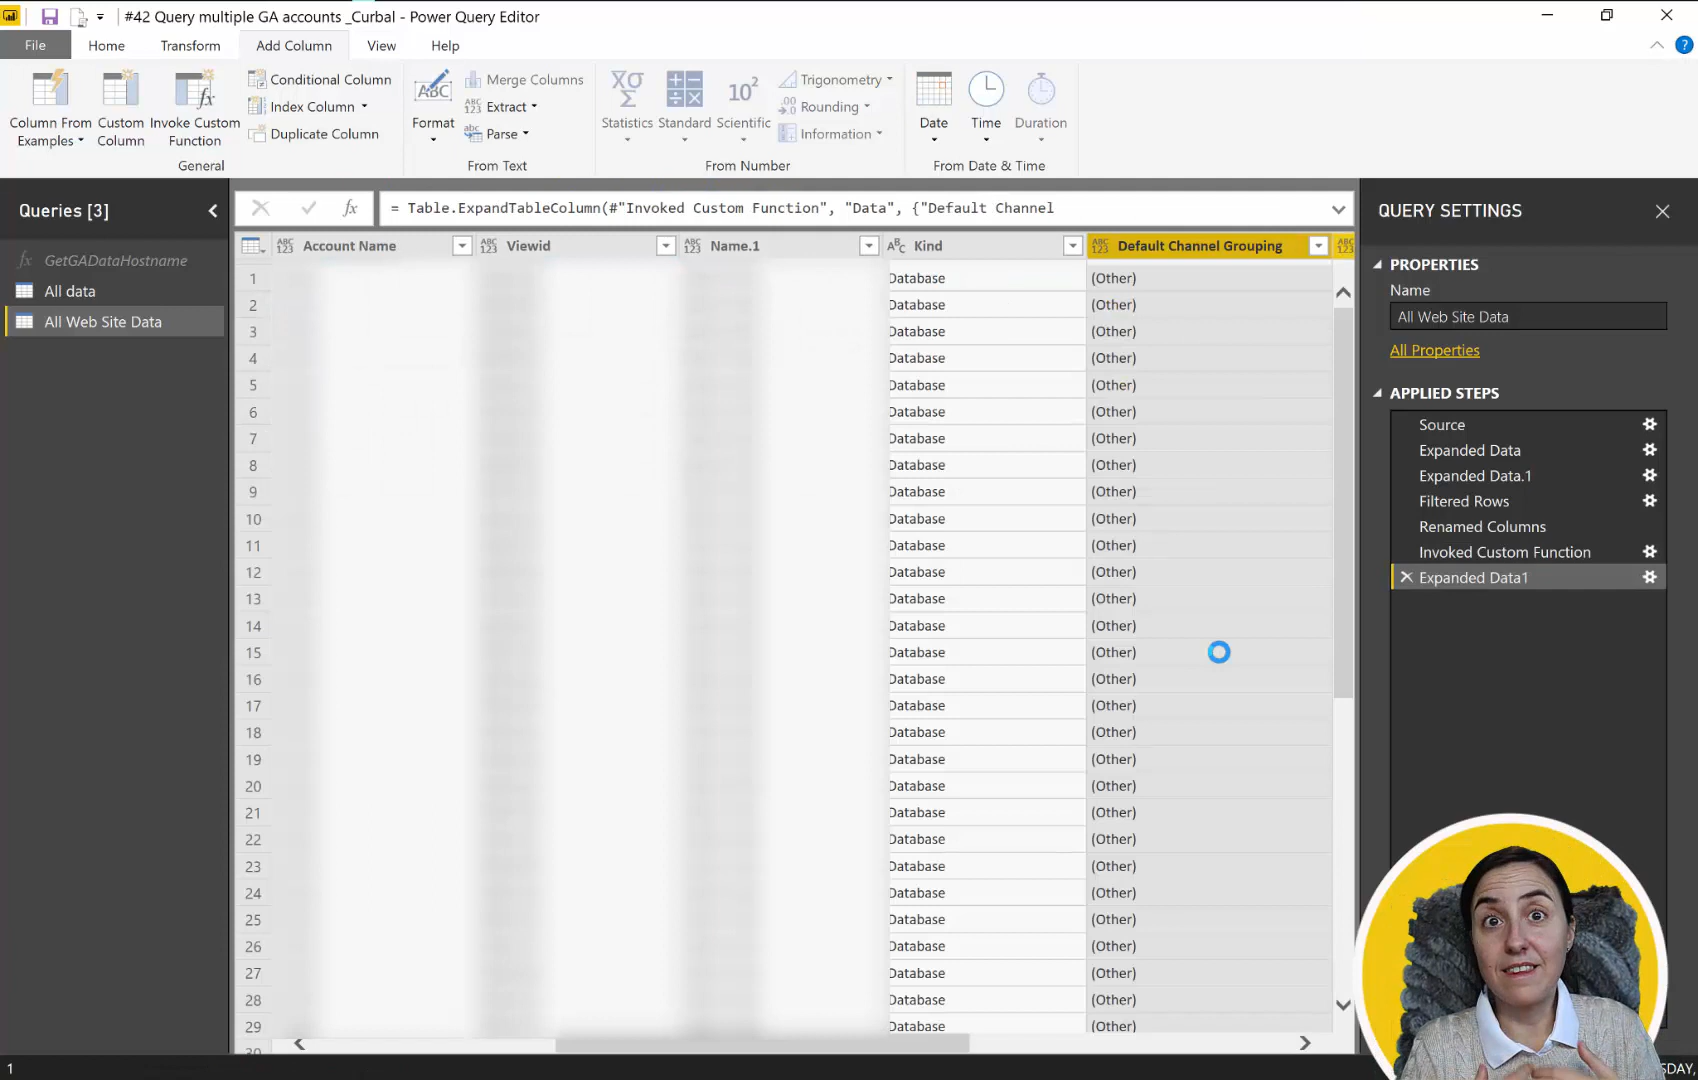 #42 Query multiple GA accounts _Curbal - Power Query Editor
File
Home
Transform
Add Column
View
Help
Column From
Examples
Custom
Column
Invoke Custom
Function
Conditional Column
Index Column
Duplicate Column
General
Format
Merge Columns
Extract
Parse
From Text
Statistics
Standard
Scientific
Trigonometry
Rounding
Information
From Number
Date
Time
Duration
From Date & Time
Queries [3]
GetGADataHostname
All data
All Web Site Data
fx
= Table.ExpandTableColumn(#"Invoked Custom Function", "Data", {"Default Channel
Account Name
Viewid
Name.1
Kind
Default Channel Grouping
1 Database (Other)
2 Database (Other)
3 Database (Other)
4 Database (Other)
5 Database (Other)
6 Database (Other)
7 Database (Other)
8 Database (Other)
9 Database (Other)
10 Database (Other)
11 Database (Other)
12 Database (Other)
13 Database (Other)
14 Database (Other)
15 Database (Other)
16 Database (Other)
17 Database (Other)
18 Database (Other)
19 Database (Other)
20 Database (Other)
21 Database (Other)
22 Database (Other)
23 Database (Other)
24 Database (Other)
25 Database (Other)
26 Database (Other)
27 Database (Other)
28 Database (Other)
29 Database (Other)
QUERY SETTINGS
PROPERTIES
Name
All Web Site Data
All Properties
APPLIED STEPS
Source
Expanded Data
Expanded Data.1
Filtered Rows
Renamed Columns
Invoked Custom Function
Expanded Data1
1